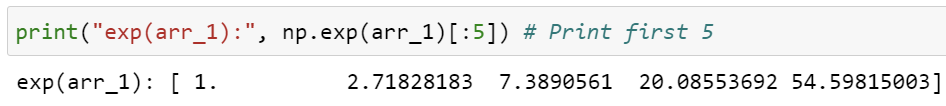 print("exp(arr_1):", np.exp(arr_1)[:5]) # Print first 5
exp(arr_1): [ 1.          2.71828183  7.3890561  20.08553692 54.59815003]